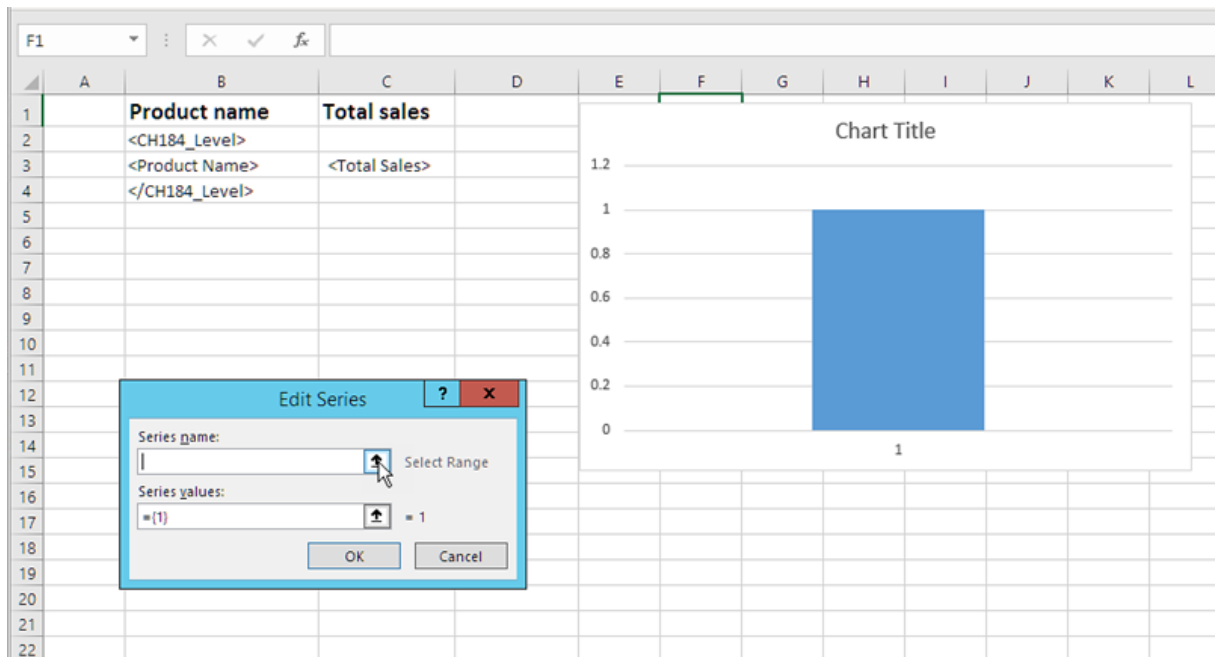 F1 fx
A B C D E F G H I J K L
1 Product name Total sales
2 <CH184_Level>
3 <Product Name> <Total Sales>
4 </CH184_Level>
5
6
7
8
9
10
11
12
13
14
15
16
17
18
19
20
21
22
Chart Title
1.2
1
0.8
0.6
0.4
0.2
0
1
Edit Series ? x
Series name:
Select Range
Series values:
={1} = 1
OK Cancel